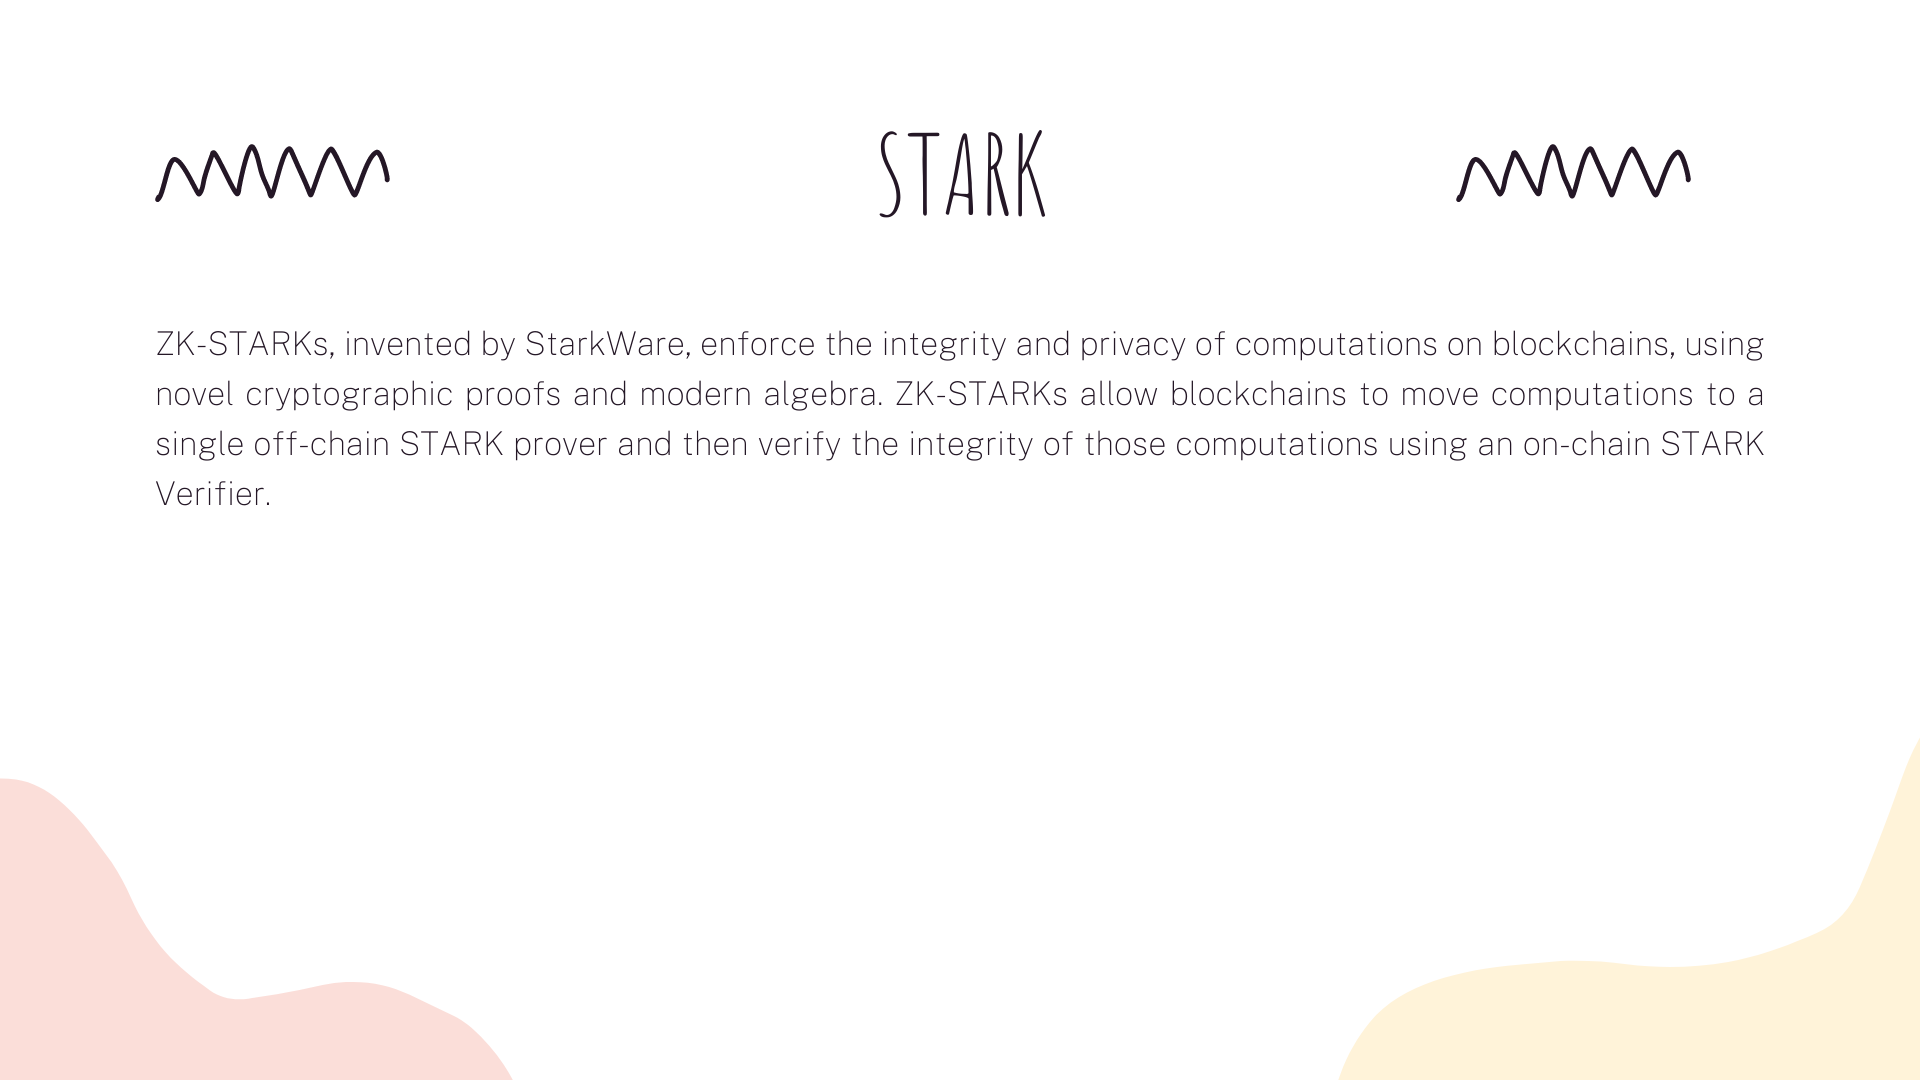 STARK
ZK-STARKs, invented by StarkWare, enforce the integrity and privacy of computations on blockchains, using
novel cryptographic proofs and modern algebra. ZK-STARKs allow blockchains to move computations to a
single off-chain STARK prover and then verify the integrity of those computations using an on-chain STARK
Verifier.